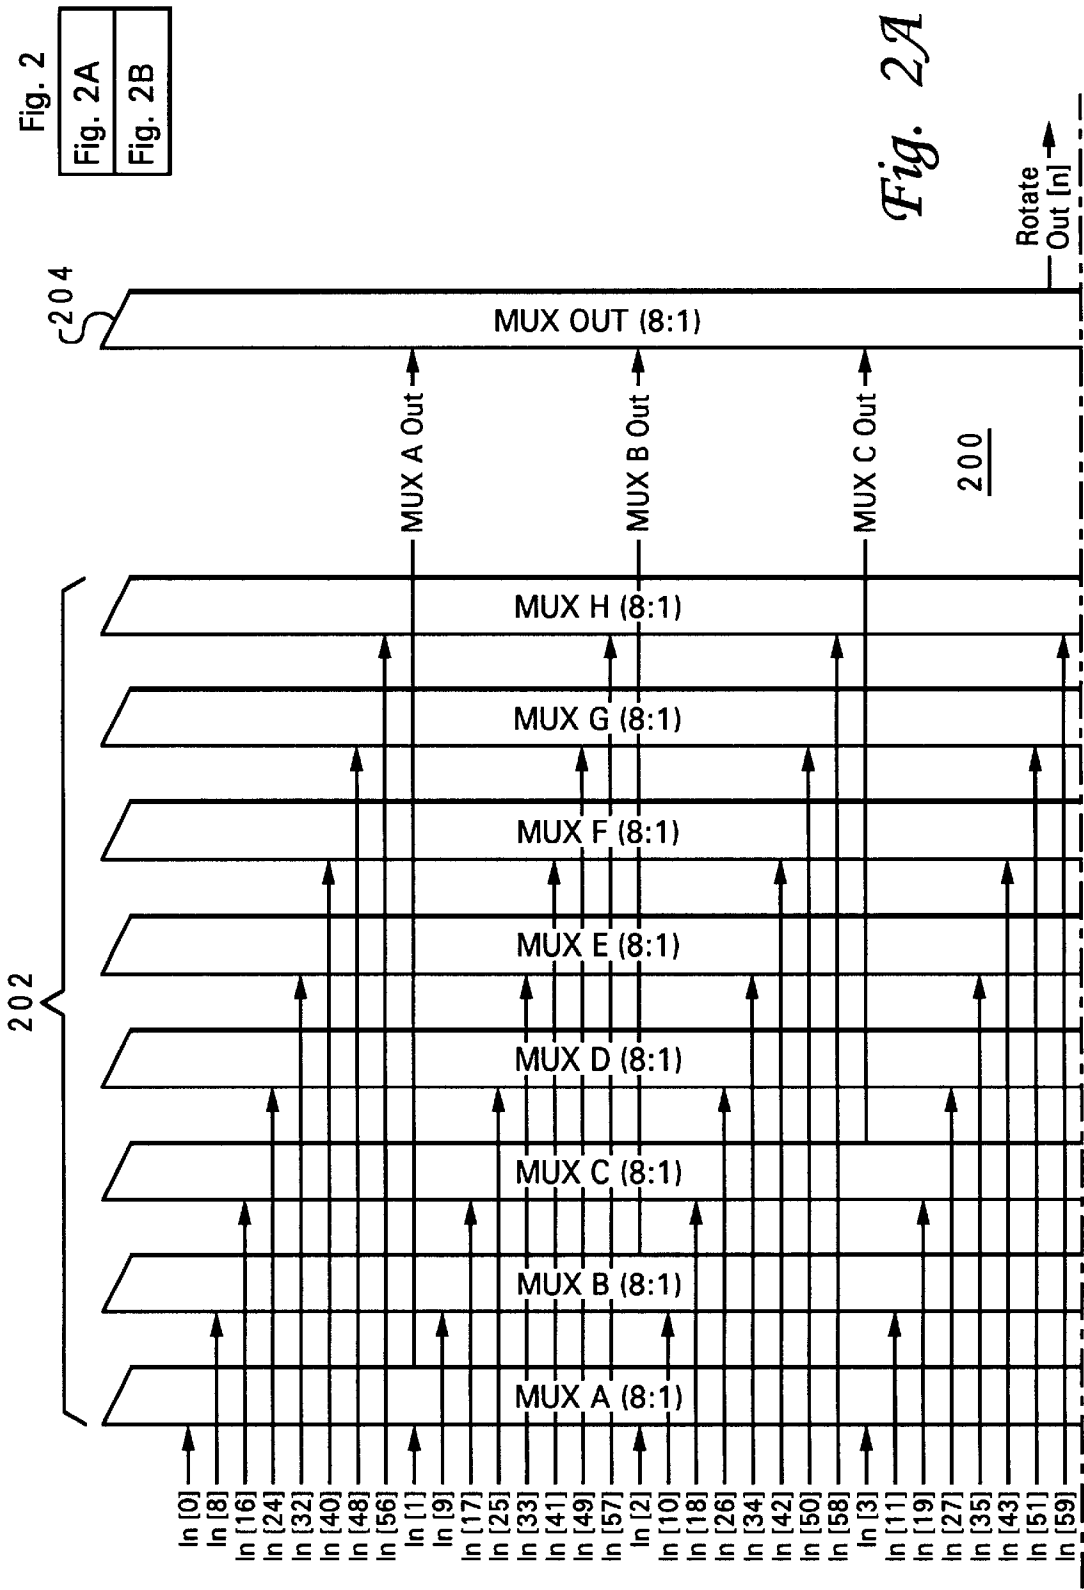 Fig. 2
Fig. 2A
Fig. 2B
202
204
In [0]
In [8]
In [16]
In [24]
In [32]
In [40]
In [48]
In [56]
In [1]
In [9]
In [17]
In [25]
In [33]
In [41]
In [49]
In [57]
In [2]
In [10]
In [18]
In [26]
In [34]
In [42]
In [50]
In [58]
In [3]
In [11]
In [19]
In [27]
In [35]
In [43]
In [51]
In [59]
MUX A (8:1)
MUX B (8:1)
MUX C (8:1)
MUX D (8:1)
MUX E (8:1)
MUX F (8:1)
MUX G (8:1)
MUX H (8:1)
MUX A Out
MUX B Out
MUX C Out
MUX OUT (8:1)
200
Rotate
Out [n]
Fig. 2A